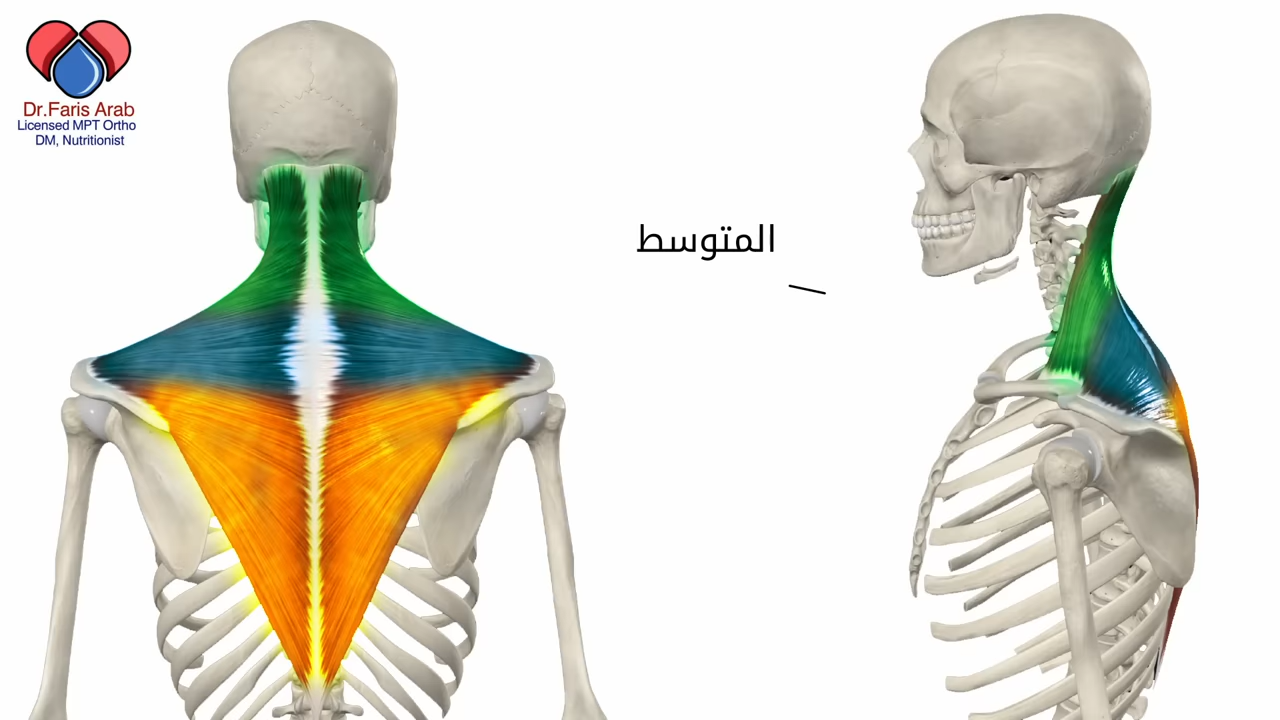 Dr.Faris Arab
Licensed MPT Ortho
DM, Nutritionist
المتوسط